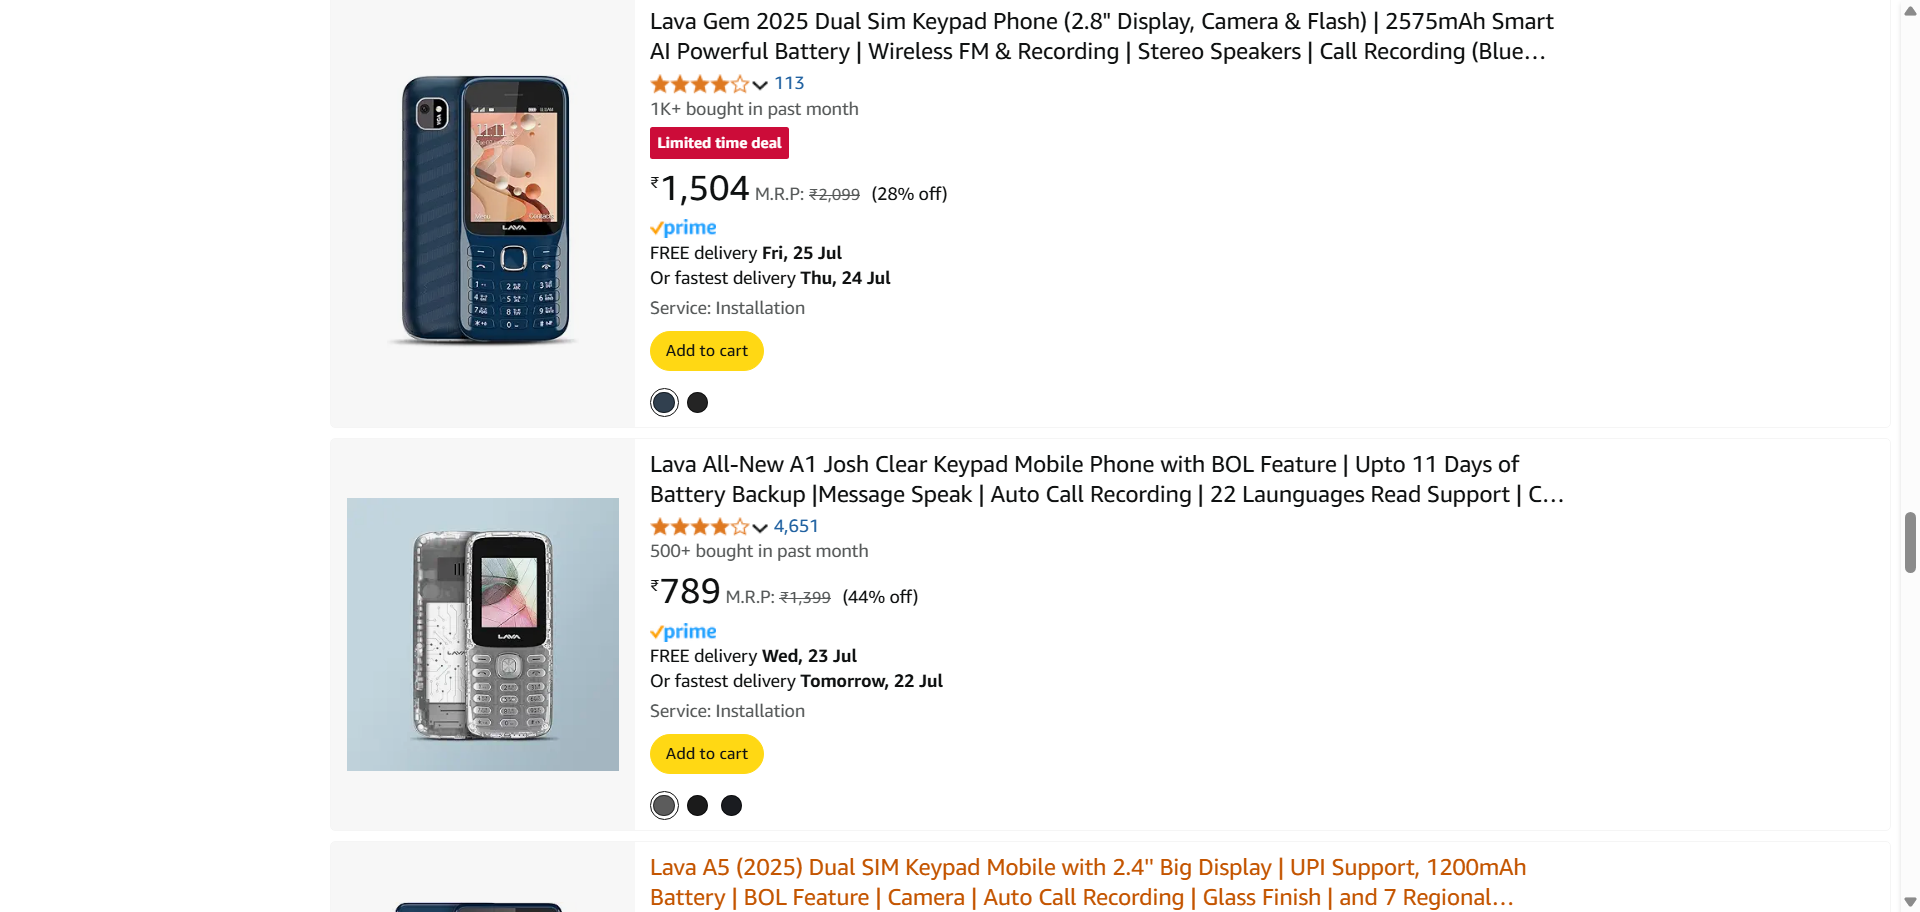 Lava Gem 2025 Dual Sim Keypad Phone (2.8" Display, Camera & Flash) | 2575mAh Smart
AI Powerful Battery | Wireless FM & Recording | Stereo Speakers | Call Recording (Blue…
113
1K+ bought in past month
Limited time deal
₹1,504 M.R.P: ₹2,099 (28% off)
prime
FREE delivery Fri, 25 Jul
Or fastest delivery Thu, 24 Jul
Service: Installation
Add to cart
11:11
Menu
LAVA
Lava All-New A1 Josh Clear Keypad Mobile Phone with BOL Feature | Upto 11 Days of
Battery Backup |Message Speak | Auto Call Recording | 22 Launguages Read Support | C…
4,651
500+ bought in past month
₹789 M.R.P: ₹1,399 (44% off)
prime
FREE delivery Wed, 23 Jul
Or fastest delivery Tomorrow, 22 Jul
Service: Installation
Add to cart
LAVA
LAVA
Lava A5 (2025) Dual SIM Keypad Mobile with 2.4'' Big Display | UPI Support, 1200mAh
Battery | BOL Feature | Camera | Auto Call Recording | Glass Finish | and 7 Regional…